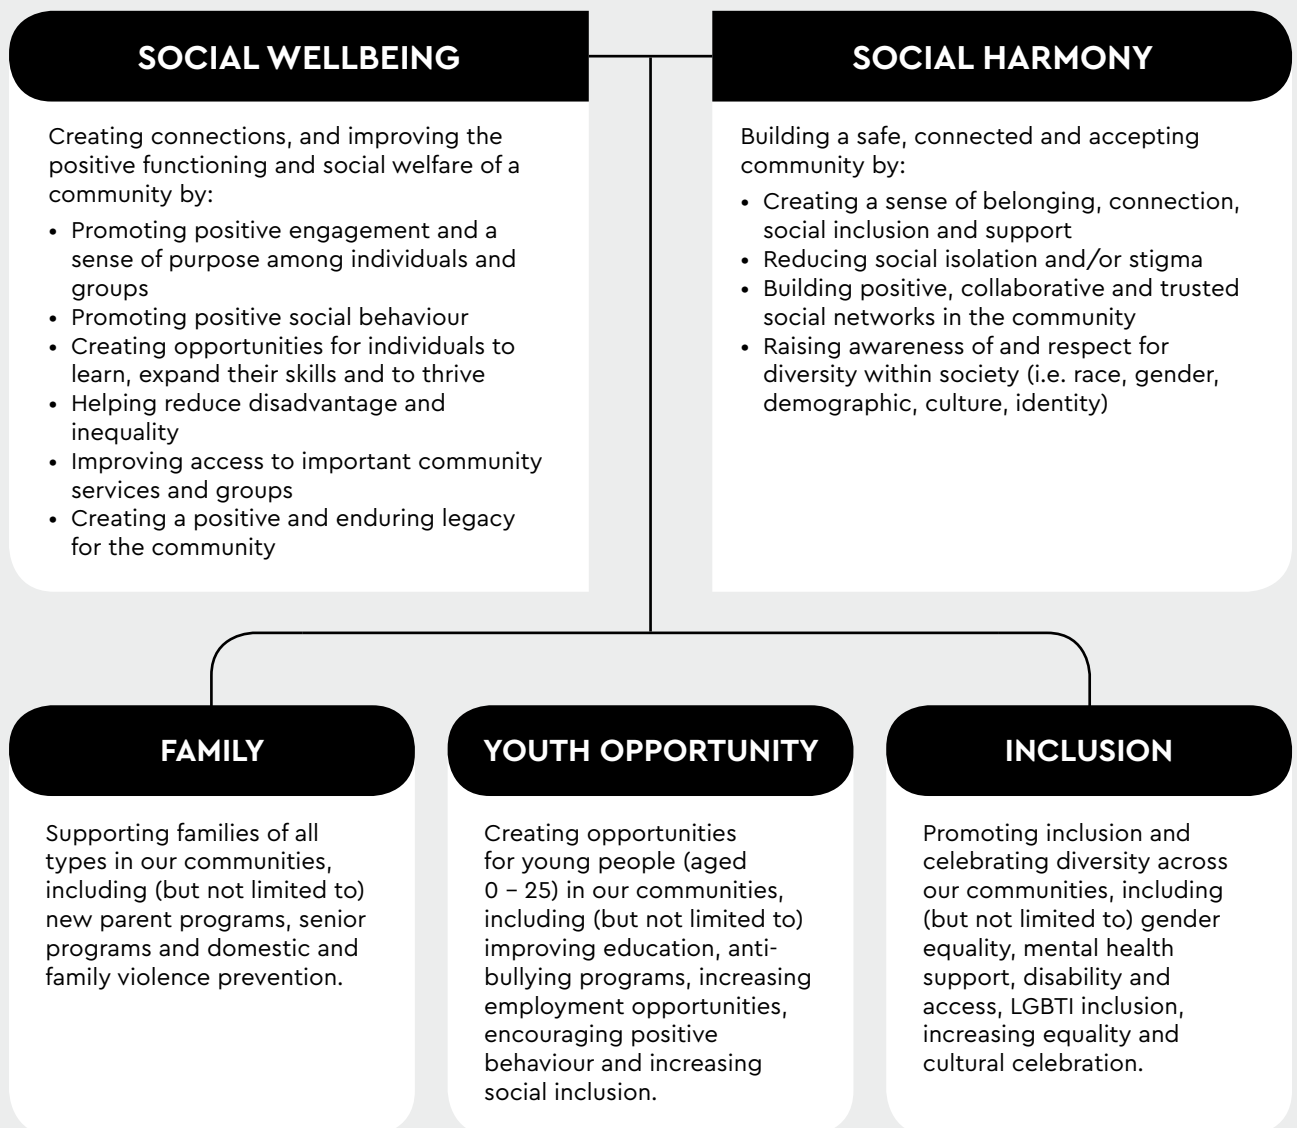 SOCIAL WELLBEING
Creating connections, and improving the
positive functioning and social welfare of a
community by:
• Promoting positive engagement and a
sense of purpose among individuals and
groups
• Promoting positive social behaviour
• Creating opportunities for individuals to
learn, expand their skills and to thrive
• Helping reduce disadvantage and
inequality
• Improving access to important community
services and groups
• Creating a positive and enduring legacy
for the community
SOCIAL HARMONY
Building a safe, connected and accepting
community by:
• Creating a sense of belonging, connection,
social inclusion and support
• Reducing social isolation and/or stigma
• Building positive, collaborative and trusted
social networks in the community
• Raising awareness of and respect for
diversity within society (i.e. race, gender,
demographic, culture, identity)
FAMILY
Supporting families of all
types in our communities,
including (but not limited to)
new parent programs, senior
programs and domestic and
family violence prevention.
YOUTH OPPORTUNITY
Creating opportunities
for young people (aged
0 – 25) in our communities,
including (but not limited to)
improving education, anti-
bullying programs, increasing
employment opportunities,
encouraging positive
behaviour and increasing
social inclusion.
INCLUSION
Promoting inclusion and
celebrating diversity across
our communities, including
(but not limited to) gender
equality, mental health
support, disability and
access, LGBTI inclusion,
increasing equality and
cultural celebration.